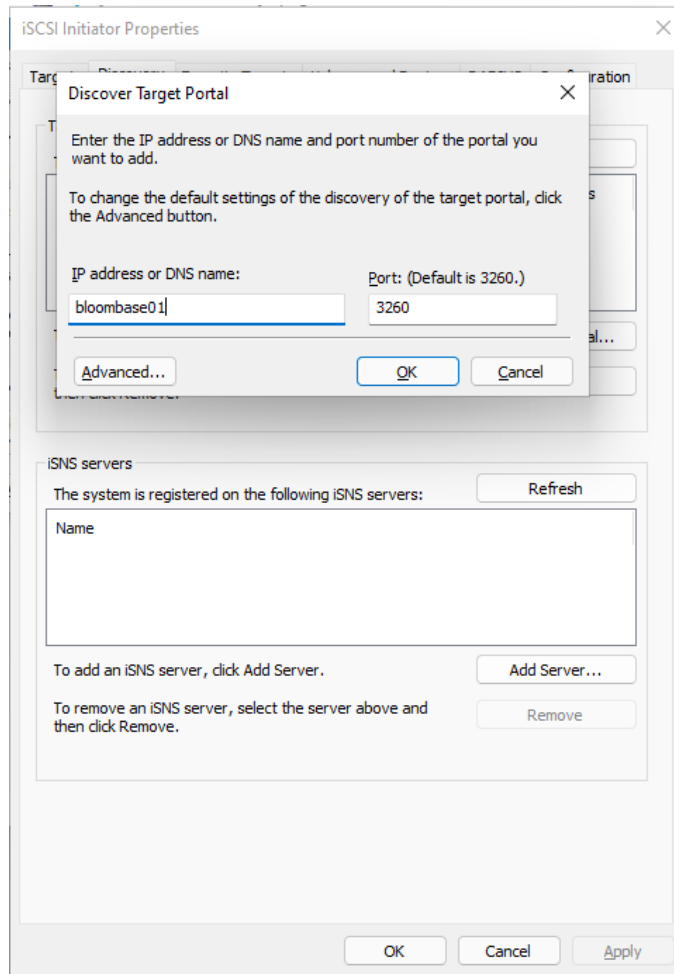 iSCSI Initiator Properties
Discover Target Portal
Enter the IP address or DNS name and port number of the portal you
want to add.
To change the default settings of the discovery of the target portal, click
the Advanced button.
IP address or DNS name:
Port: (Default is 3260.)
bloombase01
3260
Advanced...
OK
Cancel
iSNS servers
The system is registered on the following iSNS servers:
Refresh
Name
To add an iSNS server, click Add Server.
Add Server...
To remove an iSNS server, select the server above and
then click Remove.
Remove
OK
Cancel
Apply